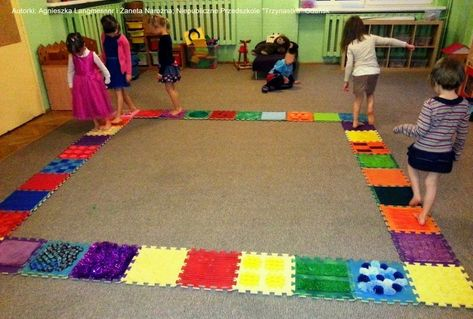 Autorki: Agnieszka Langmesser i Żaneta Narożna; Niepubliczne Przedszkole "Trzynastka" Gdańsk